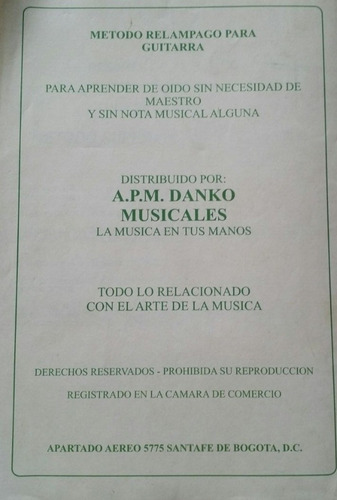 METODO RELAMPAGO PARA
GUITARRA
PARA APRENDER DE OIDO SIN NECESIDAD DE
MAESTRO
Y SIN NOTA MUSICAL ALGUNA
DISTRIBUIDO POR:
A.P.M. DANKO
MUSICALES
LA MUSICA EN TUS MANOS
TODO LO RELACIONADO
CON EL ARTE DE LA MUSICA
DERECHOS RESERVADOS - PROHIBIDA SU REPRODUCCION
REGISTRADO EN LA CAMARA DE COMERCIO
APARTADO AEREO 5775 SANTAFE DE BOGOTA, D.C.